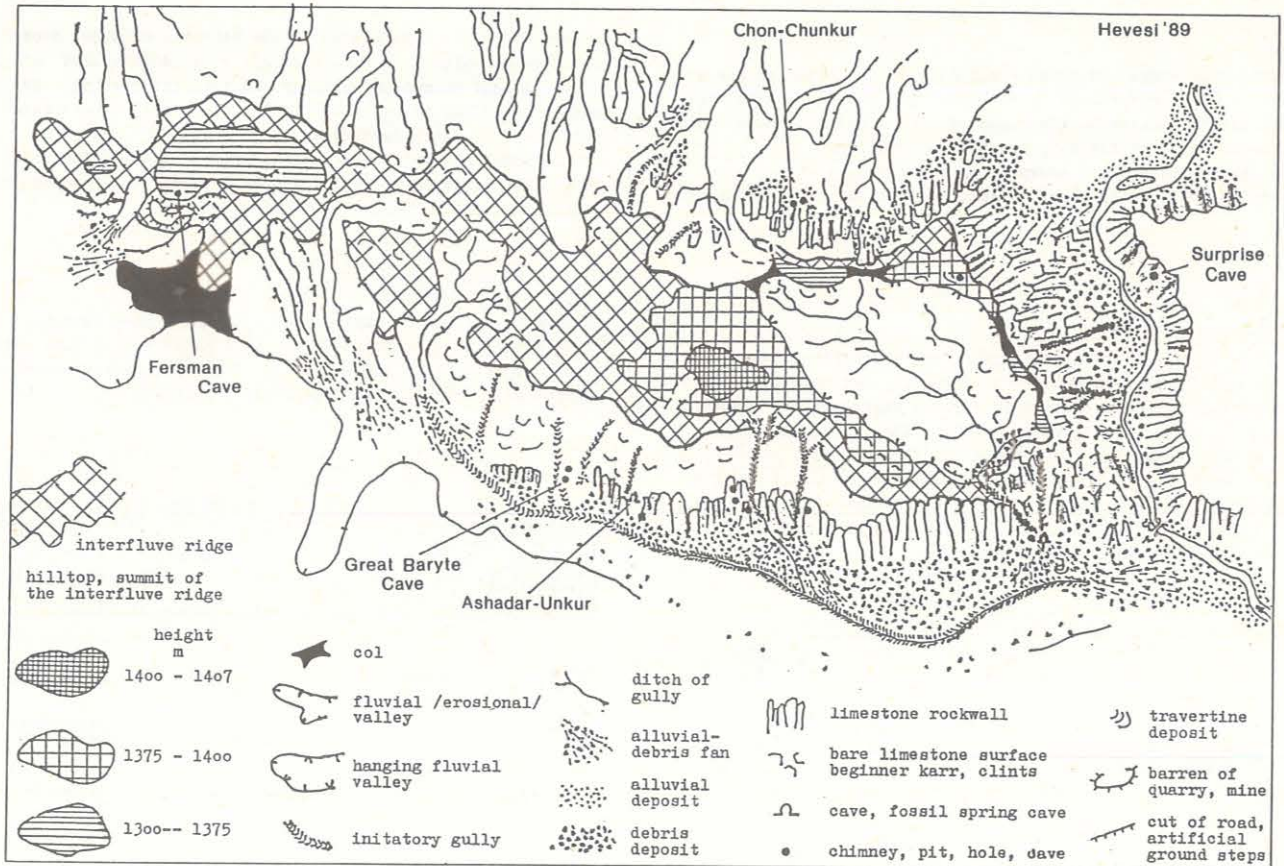 Chon-Chunkur
Hevesi '89
Surprise
Cave
Fersman
Cave
Great Baryte
Cave
Ashadar-Unkur
interfluve ridge
hilltop, summit of
the interfluve ridge
height
m
14oo - 14o7
1375 - 14oo
13oo-- 1375
col
fluvial /erosional/
valley
hanging fluvial
valley
initatory gully
ditch of
gully
alluvial-
debris fan
alluvial
deposit
debris
deposit
limestone rockwall
bare limestone surface
beginner karr, clints
cave, fossil spring cave
chimney, pit, hole, cave
travertine
deposit
barren of
quarry, mine
cut of road,
artificial
ground steps